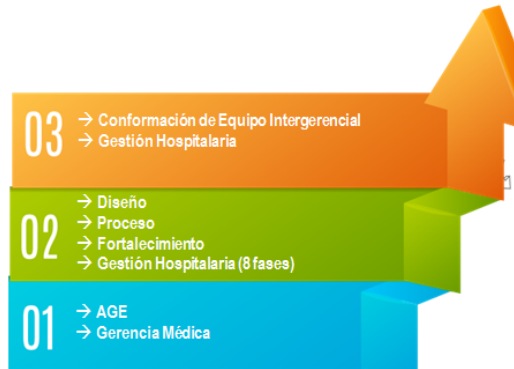 03
→ Conformación de Equipo Intergerencial
→ Gestión Hospitalaria
02
→ Diseño
→ Proceso
→ Fortalecimiento
→ Gestión Hospitalaria (8 fases)
01
→ AGE
→ Gerencia Médica